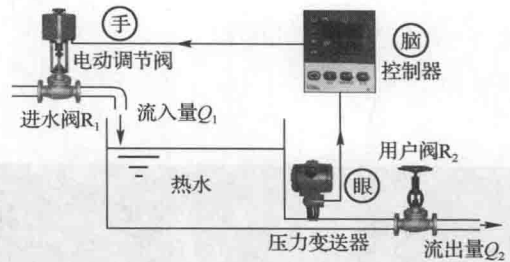 手
脑
电动调节阀
控制器
进水阀R₁
流入量Q₁
用户阀R₂
热水
眼
压力变送器
流出量Q₂